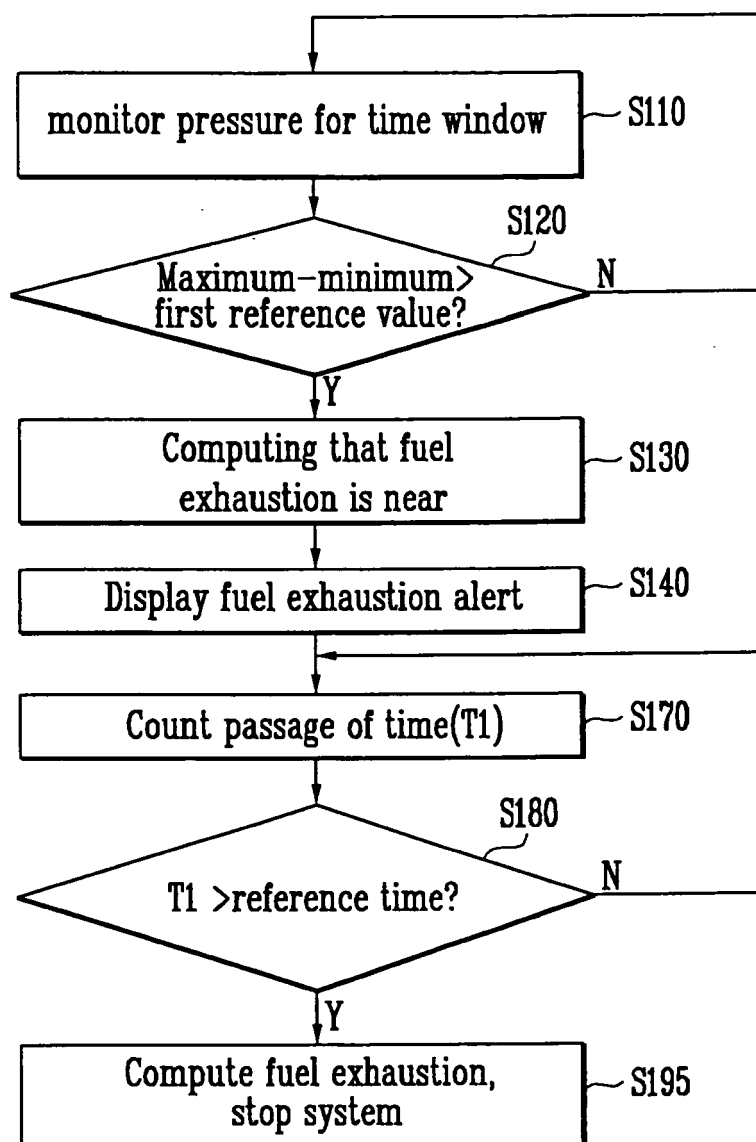 monitor pressure for time window
S110
S120
Maximum-minimum>
first reference value?
N
Y
Computing that fuel
exhaustion is near
S130
Display fuel exhaustion alert
S140
Count passage of time(T1)
S170
S180
T1 >reference time?
N
Y
Compute fuel exhaustion,
stop system
S195